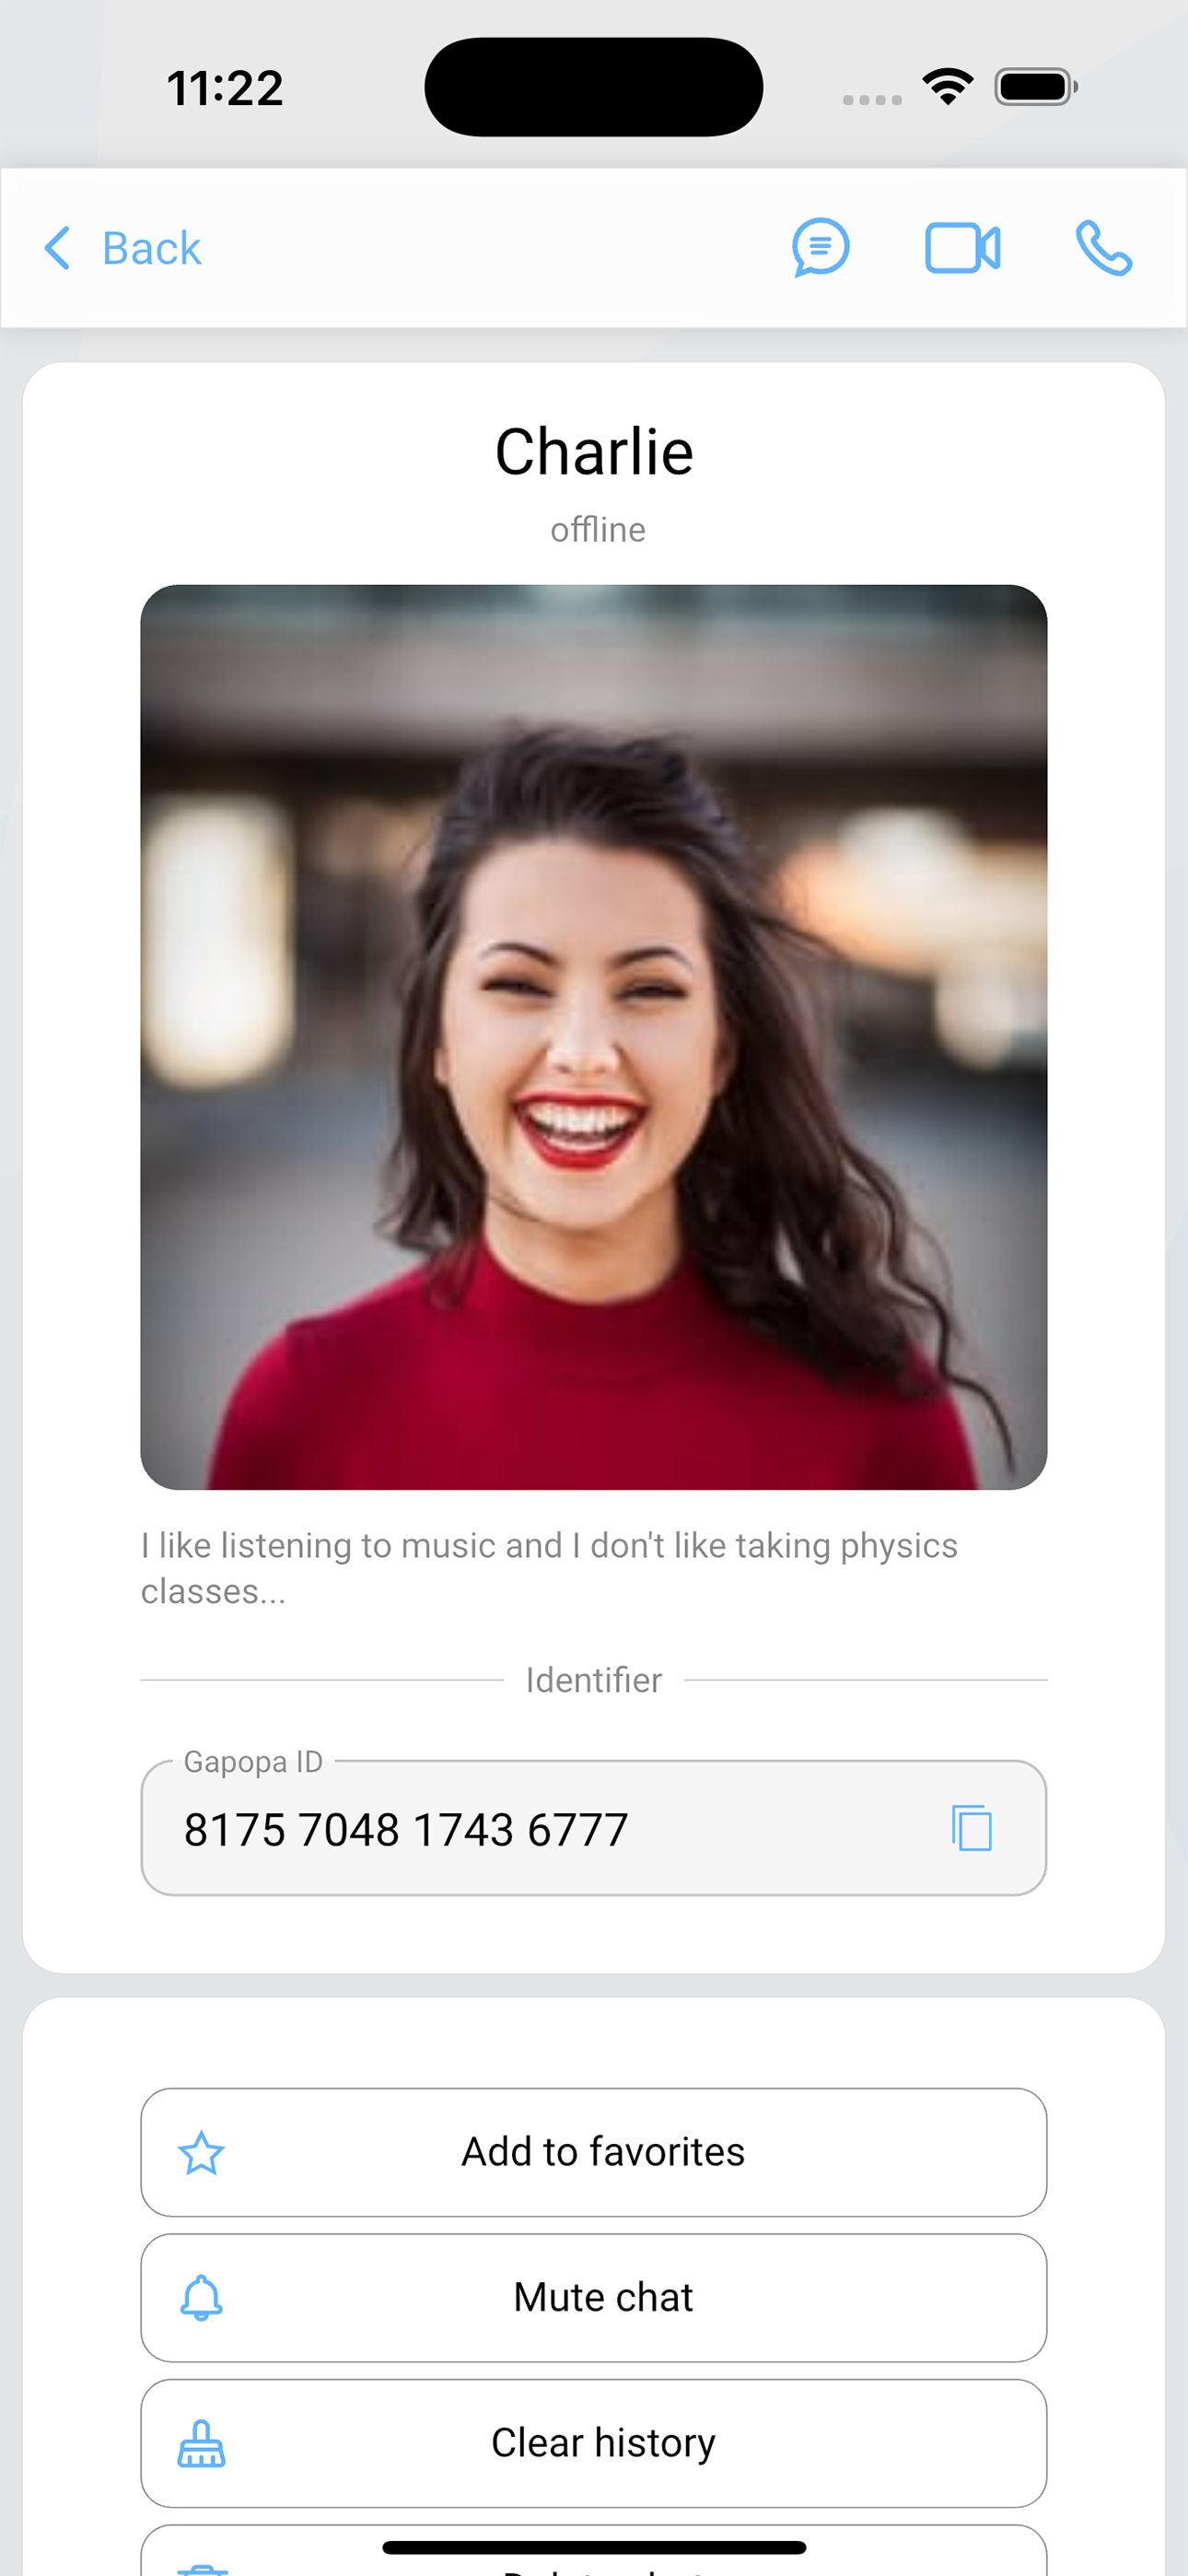 11:22
Back
Charlie
offline
I like listening to music and I don't like taking physics
classes...
Identifier
Gapopa ID
8175 7048 1743 6777
Add to favorites
Mute chat
Clear history